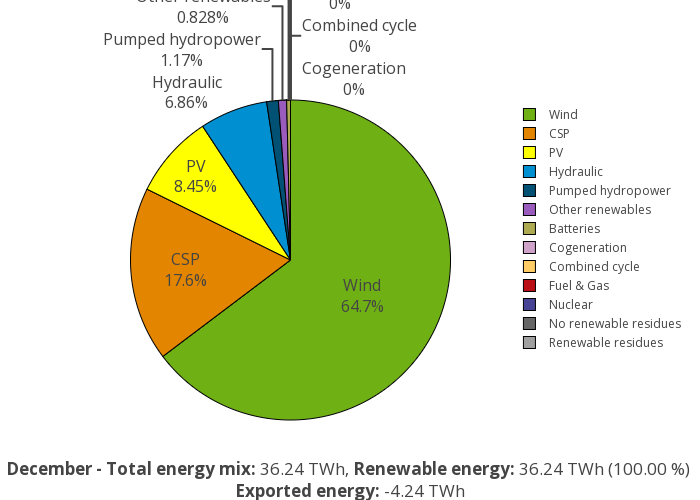 Other renewables
0.828%
0%
Combined cycle
0%
Pumped hydropower
1.17%
Cogeneration
0%
Hydraulic
6.86%
PV
8.45%
CSP
17.6%
Wind
64.7%
Wind
CSP
PV
Hydraulic
Pumped hydropower
Other renewables
Batteries
Cogeneration
Combined cycle
Fuel & Gas
Nuclear
No renewable residues
Renewable residues
December - Total energy mix: 36.24 TWh, Renewable energy: 36.24 TWh (100.00 %)
Exported energy: -4.24 TWh